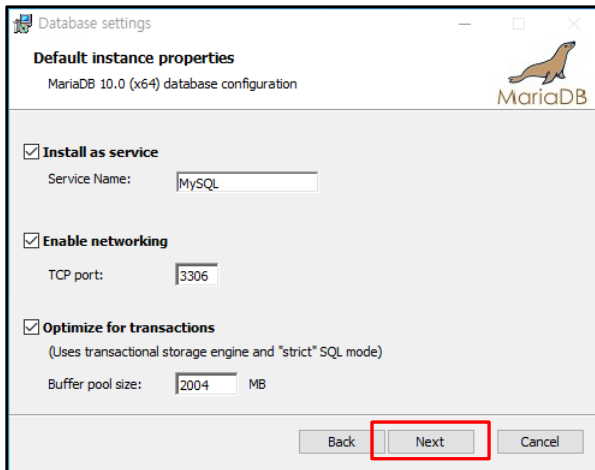 Database settings
Default instance properties
MariaDB 10.0 (x64) database configuration
MariaDB
Install as service
Service Name: MySQL
Enable networking
TCP port: 3306
Optimize for transactions
(Uses transactional storage engine and "strict" SQL mode)
Buffer pool size: 2004 MB
Back Next Cancel